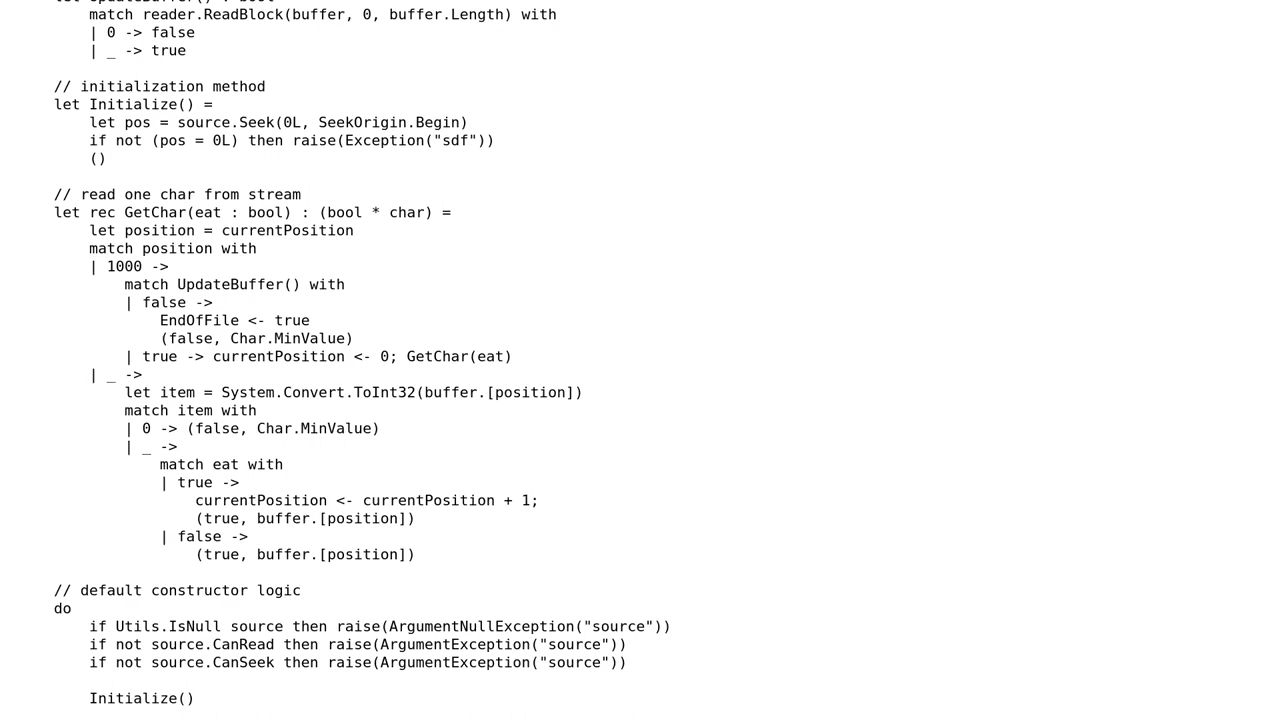 match reader.ReadBlock(buffer, 0, buffer.Length) with
| 0 -> false
| _ -> true
// initialization method
let Initialize() =
let pos = source.Seek(0L, SeekOrigin.Begin)
if not (pos = 0L) then raise(Exception("sdf"))
()
// read one char from stream
let rec GetChar(eat : bool) : (bool * char) =
let position = currentPosition
match position with
| 1000 ->
match UpdateBuffer() with
| false ->
EndOfFile <- true
(false, Char.MinValue)
| true -> currentPosition <- 0; GetChar(eat)
| _ ->
let item = System.Convert.ToInt32(buffer.[position])
match item with
| 0 -> (false, Char.MinValue)
| _ ->
match eat with
| true ->
currentPosition <- currentPosition + 1;
(true, buffer.[position])
| false ->
(true, buffer.[position])
// default constructor logic
do
if Utils.IsNull source then raise(ArgumentNullException("source"))
if not source.CanRead then raise(ArgumentException("source"))
if not source.CanSeek then raise(ArgumentException("source"))
Initialize()